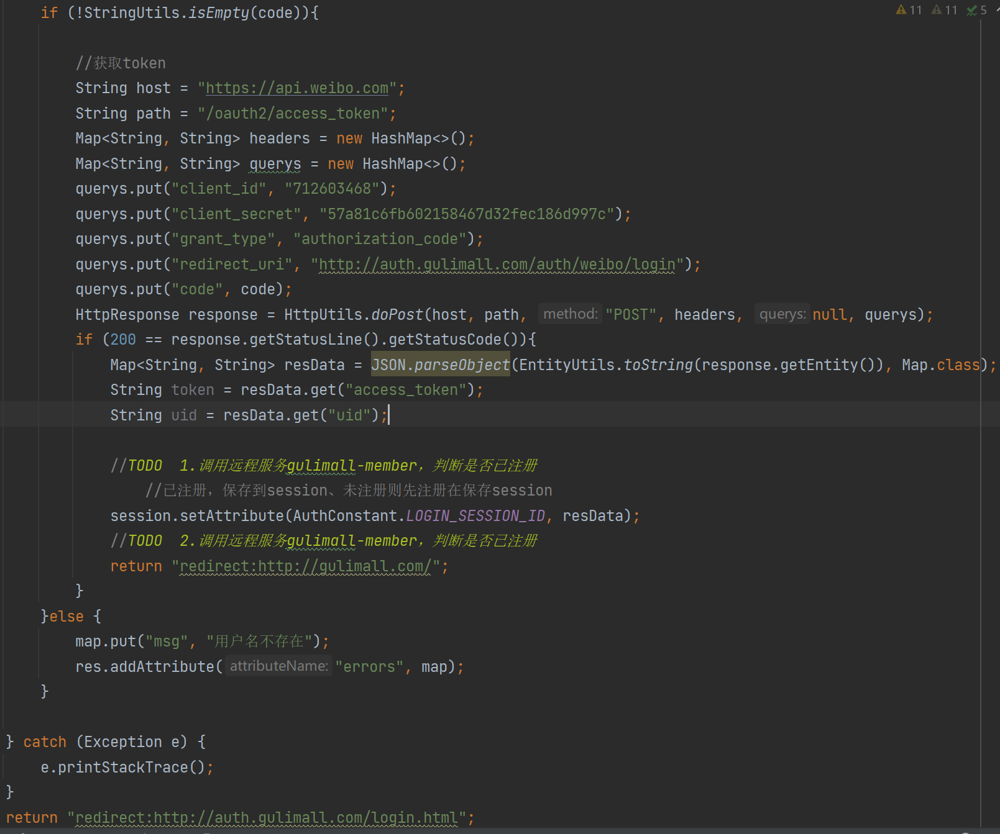 if (!StringUtils.isEmpty(code)){
11 11 5
//获取token
String host = "https://api.weibo.com";
String path = "/oauth2/access_token";
Map<String, String> headers = new HashMap<>();
Map<String, String> querys = new HashMap<>();
querys.put("client_id", "712603468");
querys.put("client_secret", "57a81c6fb602158467d32fec186d997c");
querys.put("grant_type", "authorization_code");
querys.put("redirect_uri", "http://auth.gulimall.com/auth/weibo/login");
querys.put("code", code);
HttpResponse response = HttpUtils.doPost(host, path, method: "POST", headers, querys: null, querys);
if (200 == response.getStatusLine().getStatusCode()){
Map<String, String> resData = JSON.parseObject(EntityUtils.toString(response.getEntity()), Map.class);
String token = resData.get("access_token");
String uid = resData.get("uid");
//TODO 1.调用远程服务gulimall-member，判断是否已注册
//已注册，保存到session、未注册则先注册在保存session
session.setAttribute(AuthConstant.LOGIN_SESSION_ID, resData);
//TODO 2.调用远程服务gulimall-member，判断是否已注册
return "redirect:http://gulimall.com/";
}
}else {
map.put("msg", "用户名不存在");
res.addAttribute( attributeName: "errors", map);
}
} catch (Exception e) {
e.printStackTrace();
}
return "redirect:http://auth.gulimall.com/login.html";